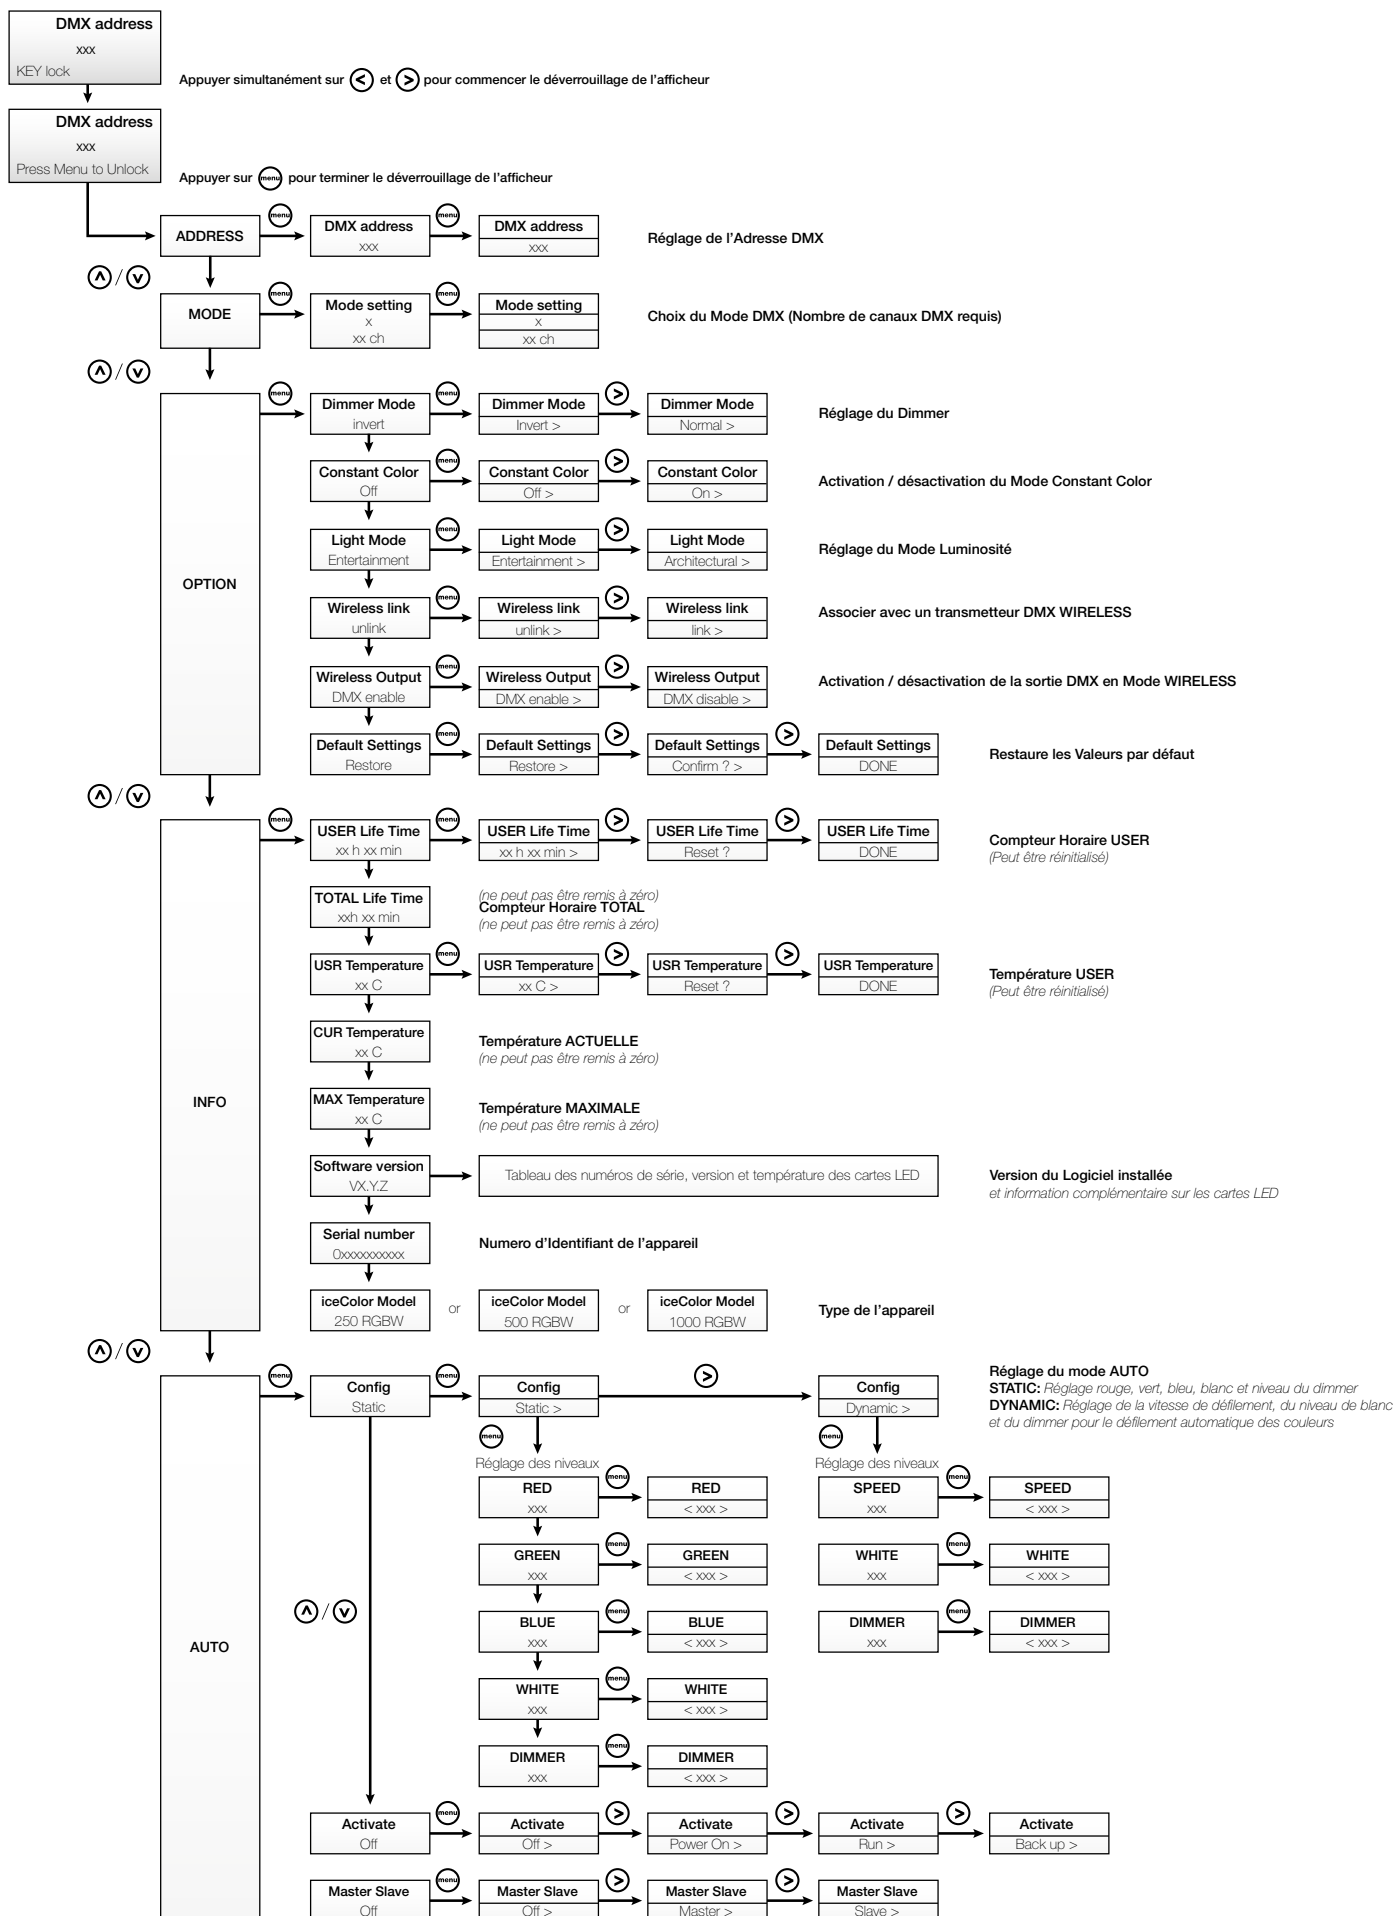 DMX address
xxx
KEY lock
Appuyer simultanément sur < et > pour commencer le déverrouillage de l'afficheur
DMX address
xxx
Press Menu to Unlock
Appuyer sur menu pour terminer le déverrouillage de l'afficheur
ADDRESS
menu
DMX address
xxx
menu
DMX address
xxx
Réglage de l'Adresse DMX
^ / v
MODE
menu
Mode setting
x
xx ch
menu
Mode setting
x
xx ch
Choix du Mode DMX (Nombre de canaux DMX requis)
^ / v
OPTION
menu
Dimmer Mode
invert
menu
Dimmer Mode
Invert >
>
Dimmer Mode
Normal >
Réglage du Dimmer
Constant Color
Off
menu
Constant Color
Off >
>
Constant Color
On >
Activation / désactivation du Mode Constant Color
Light Mode
Entertainment
menu
Light Mode
Entertainment >
>
Light Mode
Architectural >
Réglage du Mode Luminosité
Wireless link
unlink
menu
Wireless link
unlink >
>
Wireless link
link >
Associer avec un transmetteur DMX WIRELESS
Wireless Output
DMX enable
menu
Wireless Output
DMX enable >
>
Wireless Output
DMX disable >
Activation / désactivation de la sortie DMX en Mode WIRELESS
Default Settings
Restore
menu
Default Settings
Restore >
>
Default Settings
Confirm ? >
>
Default Settings
DONE
Restaure les Valeurs par défaut
^ / v
INFO
menu
USER Life Time
xx h xx min
menu
USER Life Time
xx h xx min >
>
USER Life Time
Reset ?
>
USER Life Time
DONE
Compteur Horaire USER
(Peut être réinitialisé)
TOTAL Life Time
xxh xx min
(ne peut pas être remis à zéro)
Compteur Horaire TOTAL
(ne peut pas être remis à zéro)
USR Temperature
xx C
menu
USR Temperature
xx C >
>
USR Temperature
Reset ?
>
USR Temperature
DONE
Température USER
(Peut être réinitialisé)
CUR Temperature
xx C
Température ACTUELLE
(ne peut pas être remis à zéro)
MAX Temperature
xx C
Température MAXIMALE
(ne peut pas être remis à zéro)
Software version
VX.Y.Z
Tableau des numéros de série, version et température des cartes LED
Version du Logiciel installée
et information complémentaire sur les cartes LED
Serial number
0xxxxxxxxxx
Numero d'Identifiant de l'appareil
iceColor Model
250 RGBW
or
iceColor Model
500 RGBW
or
iceColor Model
1000 RGBW
Type de l'appareil
^ / v
AUTO
menu
Config
Static
menu
Config
Static >
>
Config
Dynamic >
Réglage du mode AUTO
STATIC: Réglage rouge, vert, bleu, blanc et niveau du dimmer
DYNAMIC: Réglage de la vitesse de défilement, du niveau de blanc
et du dimmer pour le défilement automatique des couleurs
menu
Réglage des niveaux
menu
Réglage des niveaux
RED
xxx
menu
RED
< xxx >
SPEED
xxx
menu
SPEED
< xxx >
GREEN
xxx
menu
GREEN
< xxx >
WHITE
xxx
menu
WHITE
< xxx >
^ / v
BLUE
xxx
menu
BLUE
< xxx >
DIMMER
xxx
menu
DIMMER
< xxx >
WHITE
xxx
menu
WHITE
< xxx >
DIMMER
xxx
menu
DIMMER
< xxx >
Activate
Off
menu
Activate
Off >
>
Activate
Power On >
>
Activate
Run >
>
Activate
Back up >
Master Slave
Off
menu
Master Slave
Off >
>
Master Slave
Master >
>
Master Slave
Slave >